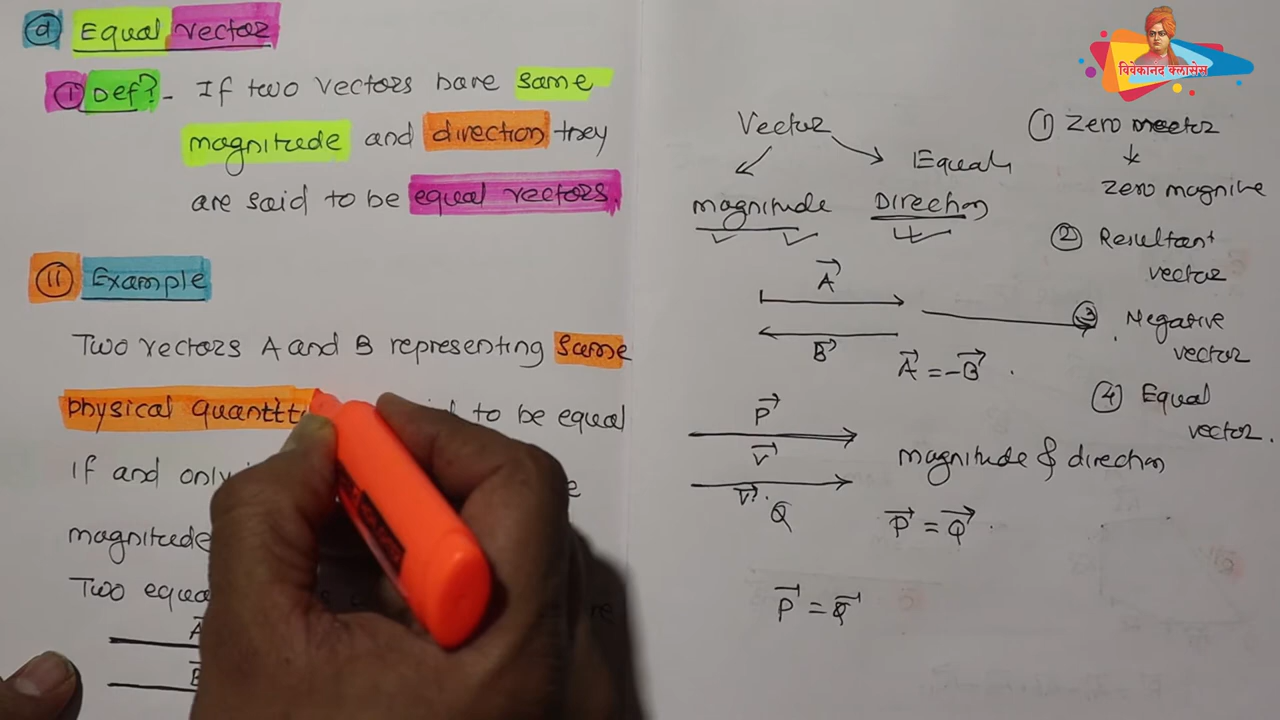 d Equal vector
i Def? - If two vectors have same
magnitude and direction they
are said to be equal vectors.
ii Example
Two vectors A and B representing same
physical quantit
to be equal
If and only
magnitude
Two equa
A
B
Vector
Equal
magnitude Direction
A
B
A = -B
P
V
V
Q
magnitude & direction
P = Q
P = Q
① Zero vector
zero magnitue
② Resultant
vector
③ Negative
vector
④ Equal
vector.
विवेकानंद क्लासेस